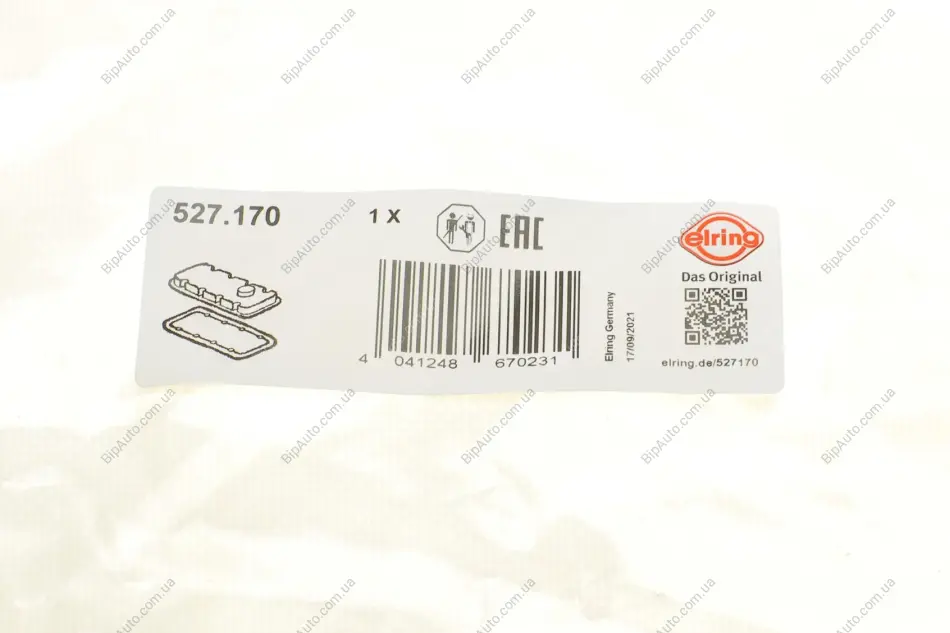 527.170
1 X
EAC
elring
Das Original
4 041248 670231
Elring Germany
17/09/2021
elring.de/527170
BipAuto.com.ua